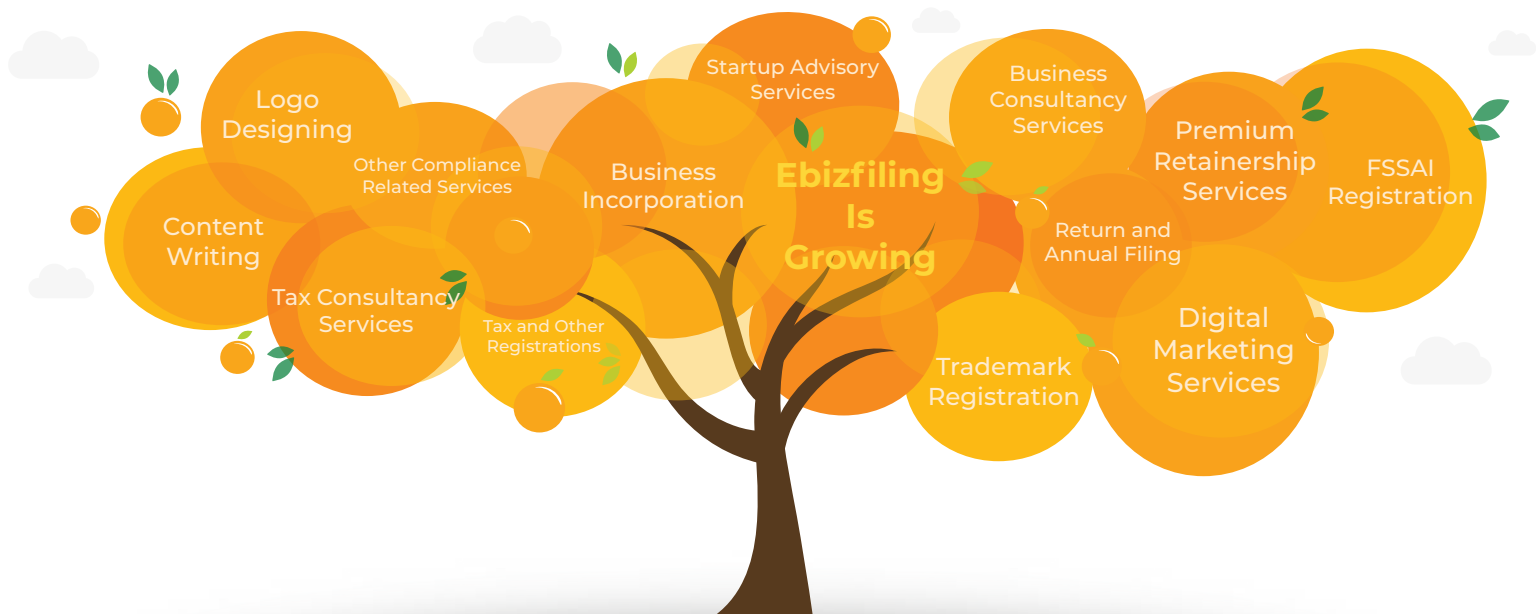 Logo
Designing
Other Compliance
Related Services
Content
Writing
Tax Consultancy
Services
Tax and Other
Registrations
Business
Incorporation
Startup Advisory
Services
Ebizfiling
Is
Growing
Business
Consultancy
Services
Return and
Annual Filing
Premium
Retainership
Services
FSSAI
Registration
Trademark
Registration
Digital
Marketing
Services